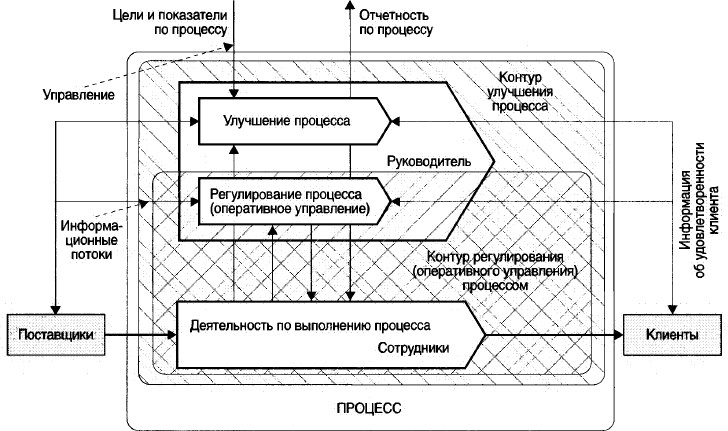 Цели и показатели
по процессу
Отчетность
по процессу
Управление
Контур
улучшения
процесса
Улучшение процесса
Руководитель
Регулирование процесса
(оперативное управление)
Информа-
ционные
потоки
Информация
об удовлетворенности
клиента
Контур регулирования
(оперативного управления)
процессом
Поставщики
Деятельность по выполнению процесса
Сотрудники
Клиенты
ПРОЦЕСС